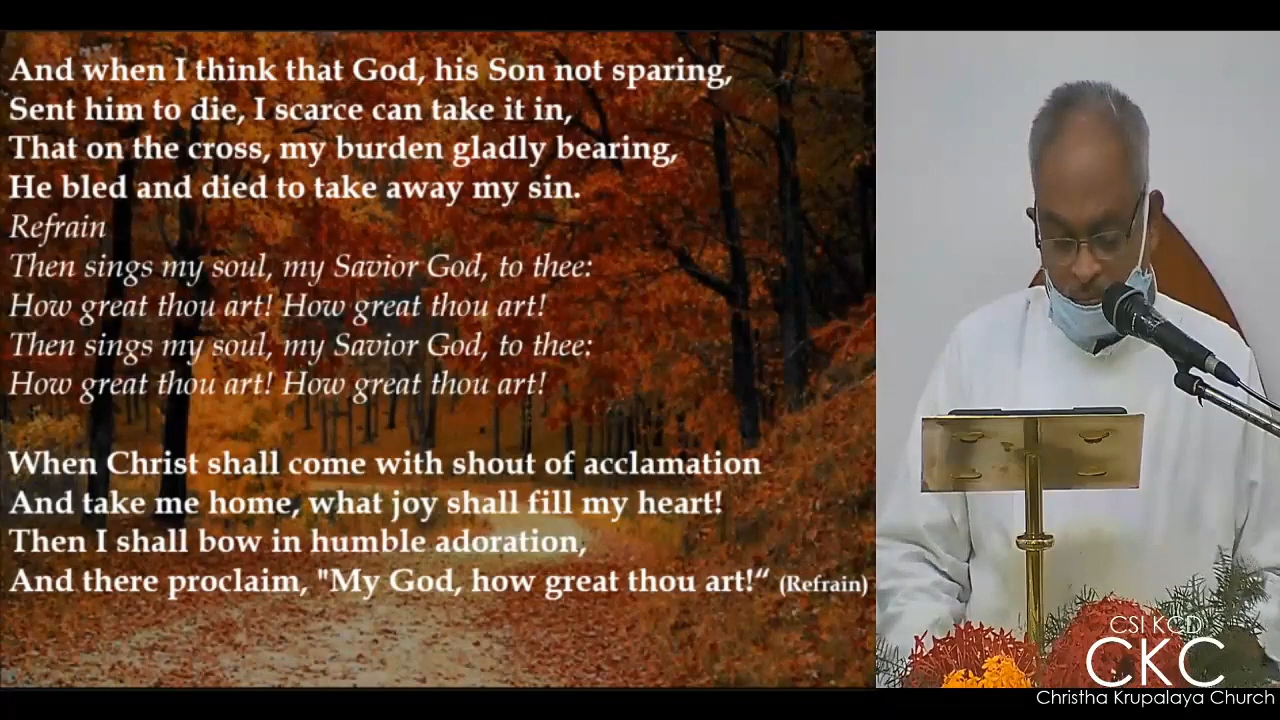 And when I think that God, his Son not sparing,
Sent him to die, I scarce can take it in,
That on the cross, my burden gladly bearing,
He bled and died to take away my sin.
Refrain
Then sings my soul, my Savior God, to thee:
How great thou art! How great thou art!
Then sings my soul, my Savior God, to thee:
How great thou art! How great thou art!
When Christ shall come with shout of acclamation
And take me home, what joy shall fill my heart!
Then I shall bow in humble adoration,
And there proclaim, "My God, how great thou art!“ (Refrain)
CSI KCD
CKC
Christha Krupalaya Church